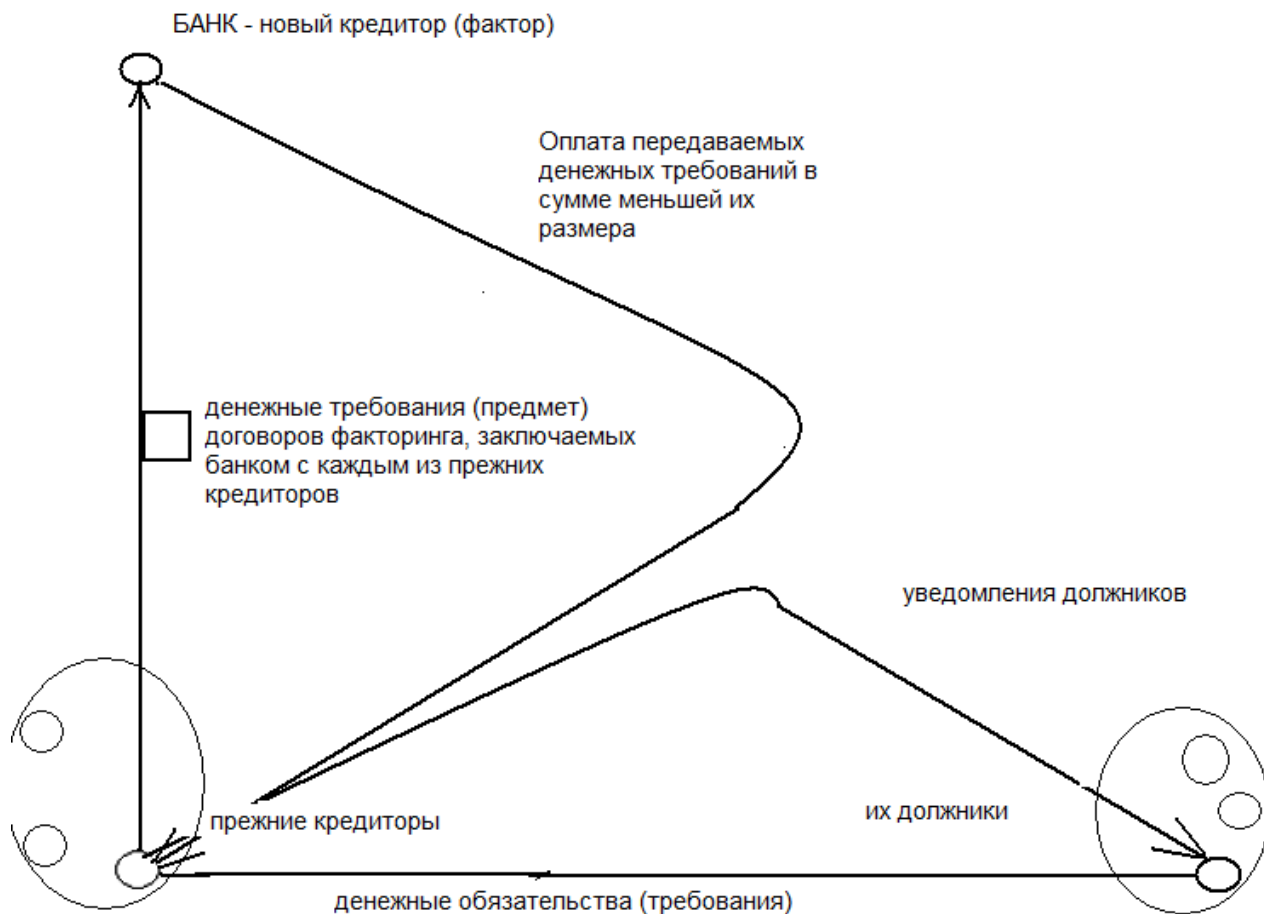 БАНК - новый кредитор (фактор)
Оплата передаваемых
денежных требований в
сумме меньшей их
размера
денежные требования (предмет)
договоров факторинга, заключаемых
банком с каждым из прежних
кредиторов
уведомления должников
прежние кредиторы
их должники
денежные обязательства (требования)